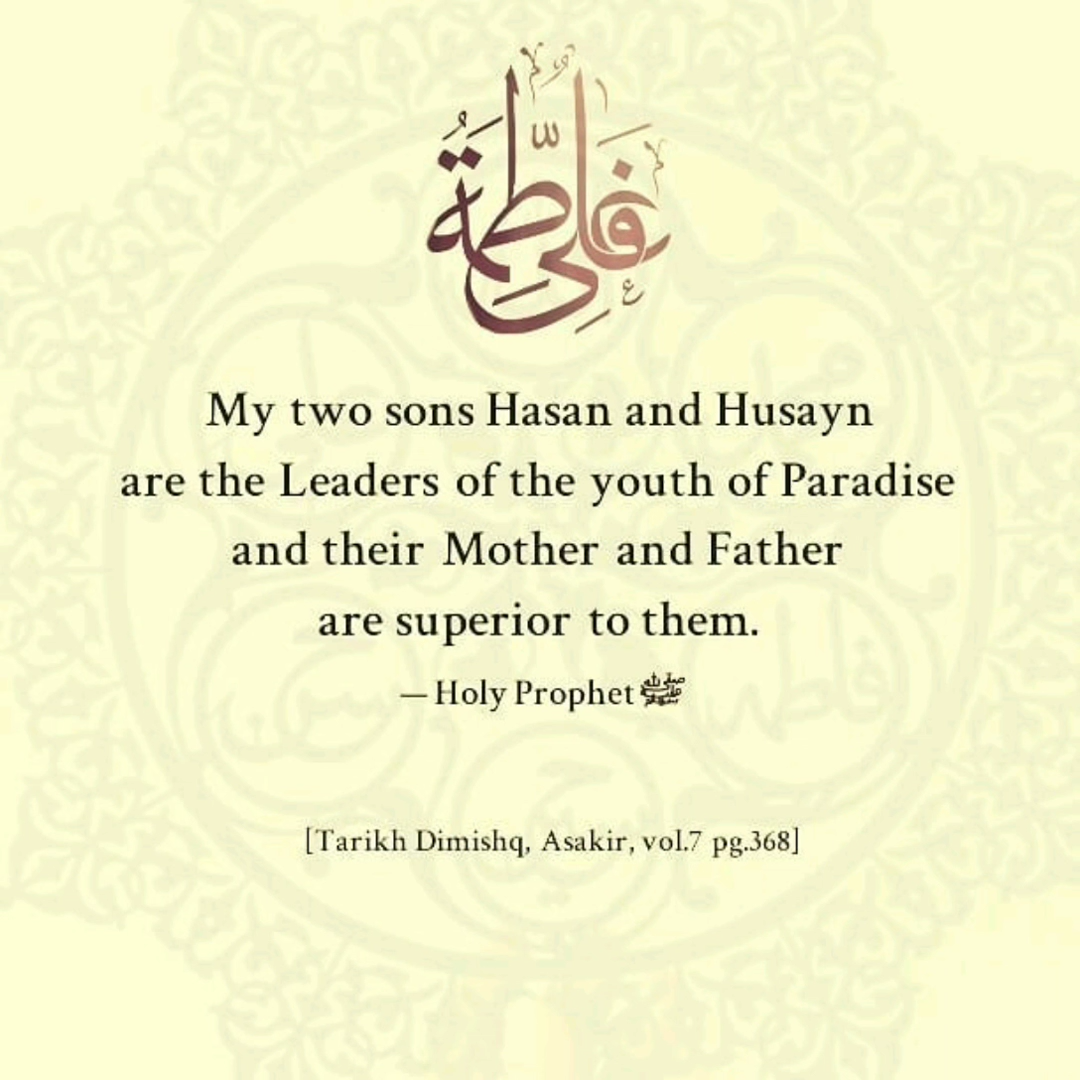 علي فاطمة
My two sons Hasan and Husayn
are the Leaders of the youth of Paradise
and their Mother and Father
are superior to them.
— Holy Prophet ﷺ
[Tarikh Dimishq, Asakir, vol.7 pg.368]